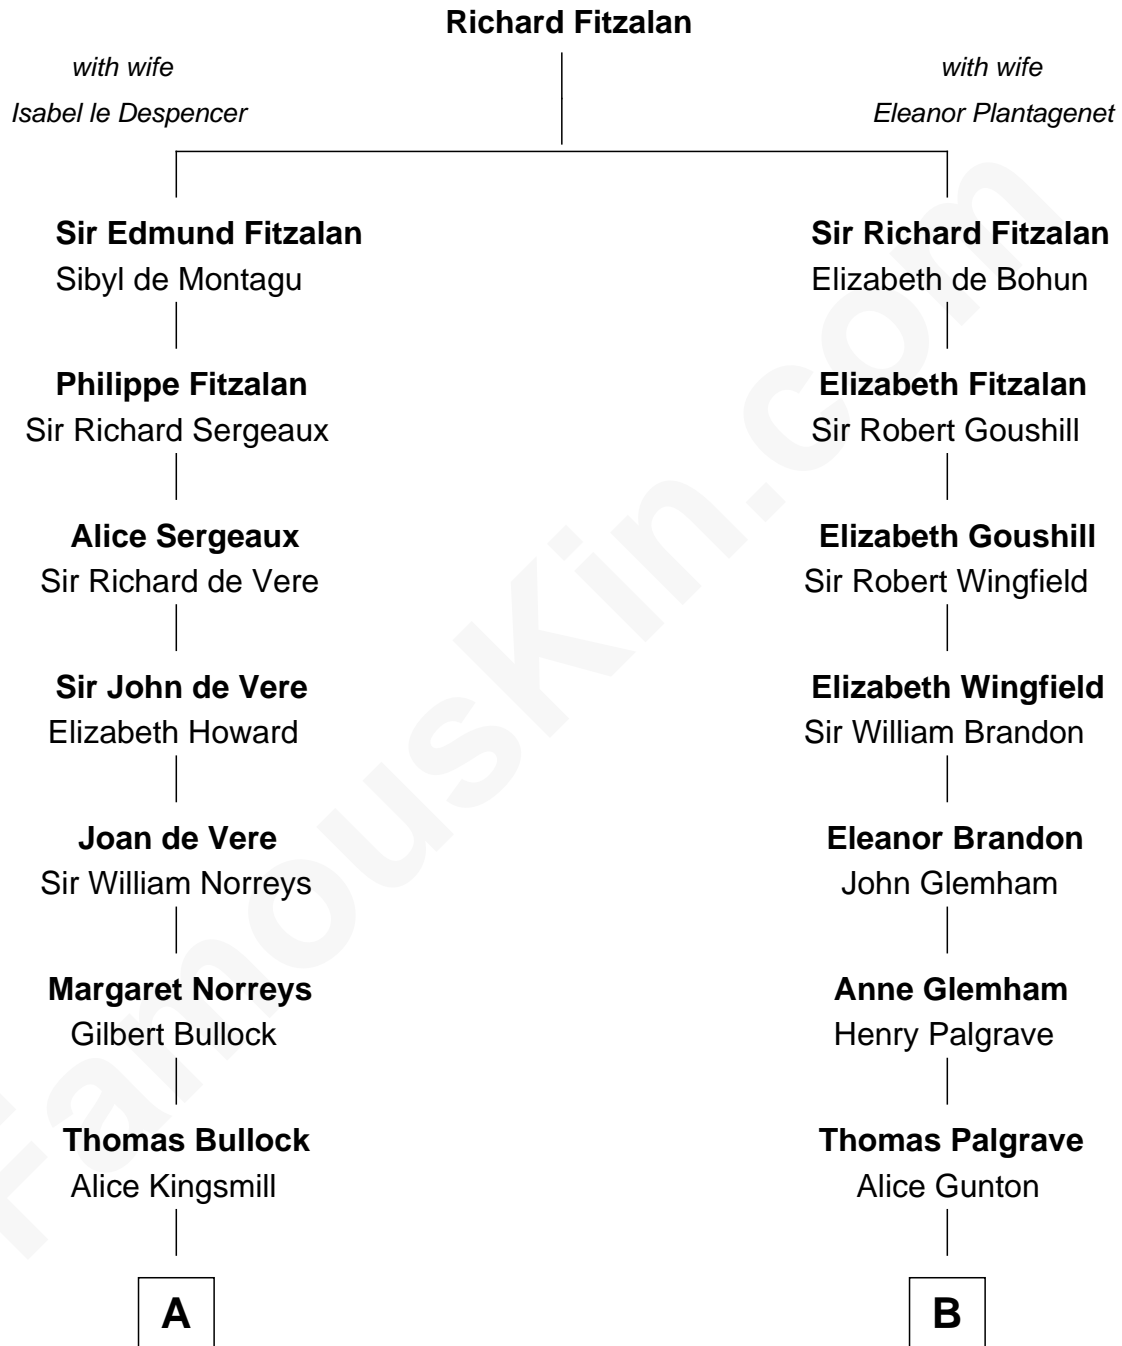 Richard Fitzalan
with wife
Isabel le Despencer
with wife
Eleanor Plantagenet
Sir Edmund Fitzalan
Sibyl de Montagu
Sir Richard Fitzalan
Elizabeth de Bohun
Philippe Fitzalan
Sir Richard Sergeaux
Elizabeth Fitzalan
Sir Robert Goushill
Alice Sergeaux
Sir Richard de Vere
Elizabeth Goushill
Sir Robert Wingfield
Sir John de Vere
Elizabeth Howard
Elizabeth Wingfield
Sir William Brandon
Joan de Vere
Sir William Norreys
Eleanor Brandon
John Glemham
Margaret Norreys
Gilbert Bullock
Anne Glemham
Henry Palgrave
Thomas Bullock
Alice Kingsmill
Thomas Palgrave
Alice Gunton
A
B
FamousKin.com